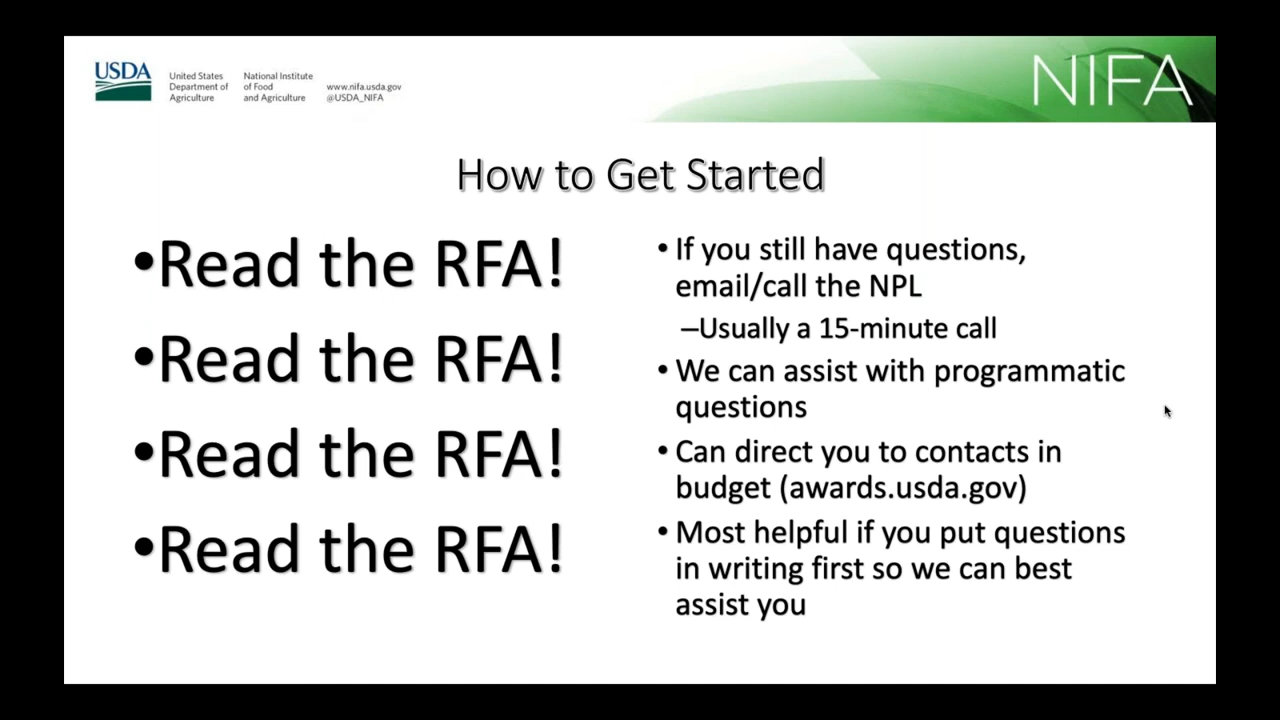 USDA
United States
Department of
Agriculture
National Institute
of Food
and Agriculture
www.nifa.usda.gov
@USDA_NIFA
NIFA
How to Get Started
•Read the RFA!
•Read the RFA!
•Read the RFA!
•Read the RFA!
• If you still have questions,
email/call the NPL
–Usually a 15-minute call
• We can assist with programmatic
questions
• Can direct you to contacts in
budget (awards.usda.gov)
• Most helpful if you put questions
in writing first so we can best
assist you